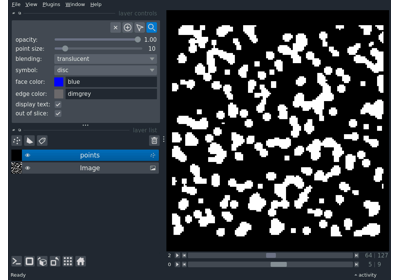 File View Plugins Window Help
layer controls
opacity: 1.00
point size: 10
blending: translucent
symbol: disc
face color: blue
edge color: dimgrey
display text:
out of slice:
layer list
points
Image
2 64 127
0 5 9
Ready activity